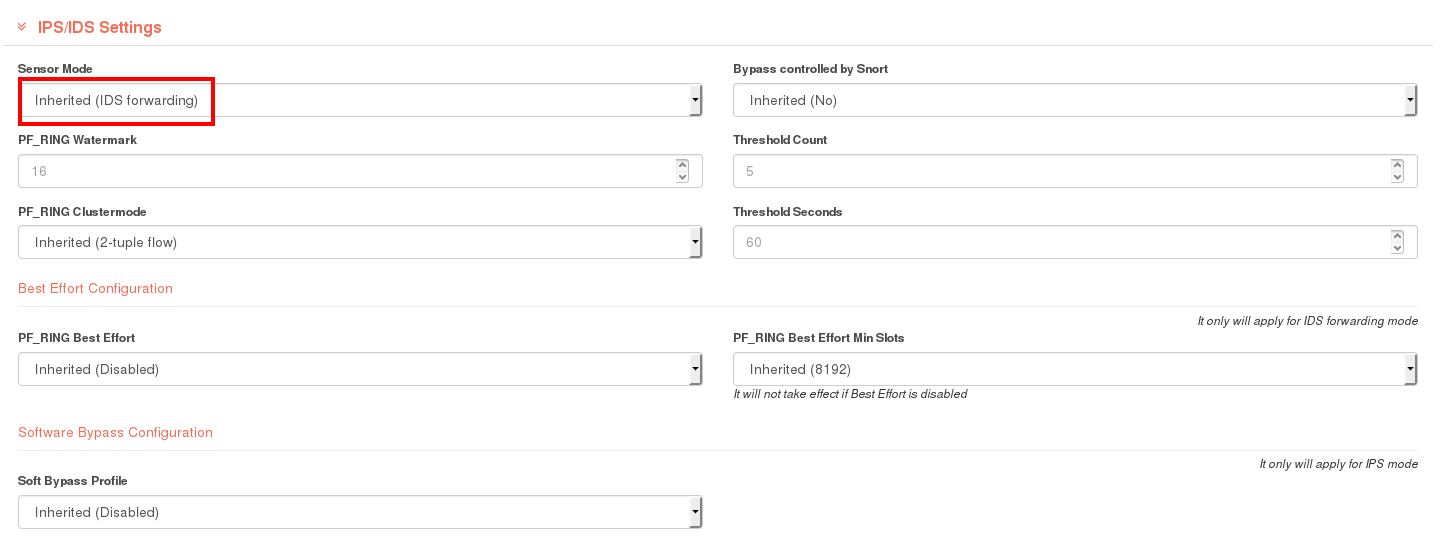 IPS/IDS Settings
Sensor Mode
Inherited (IDS forwarding)
Bypass controlled by Snort
Inherited (No)
PF_RING Watermark
16
Threshold Count
5
PF_RING Clustermode
Inherited (2-tuple flow)
Threshold Seconds
60
Best Effort Configuration
It only will apply for IDS forwarding mode
PF_RING Best Effort
Inherited (Disabled)
PF_RING Best Effort Min Slots
Inherited (8192)
It will not take effect if Best Effort is disabled
Software Bypass Configuration
It only will apply for IPS mode
Soft Bypass Profile
Inherited (Disabled)